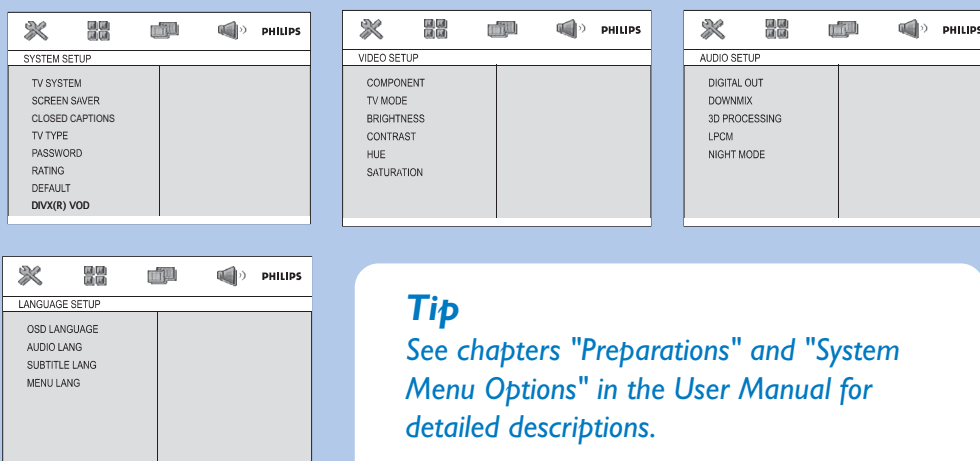 PHILIPS
SYSTEM SETUP
TV SYSTEM
SCREEN SAVER
CLOSED CAPTIONS
TV TYPE
PASSWORD
RATING
DEFAULT
DIVX(R) VOD
PHILIPS
VIDEO SETUP
COMPONENT
TV MODE
BRIGHTNESS
CONTRAST
HUE
SATURATION
PHILIPS
AUDIO SETUP
DIGITAL OUT
DOWNMIX
3D PROCESSING
LPCM
NIGHT MODE
PHILIPS
LANGUAGE SETUP
OSD LANGUAGE
AUDIO LANG
SUBTITLE LANG
MENU LANG
Tip
See chapters "Preparations" and "System
Menu Options" in the User Manual for
detailed descriptions.